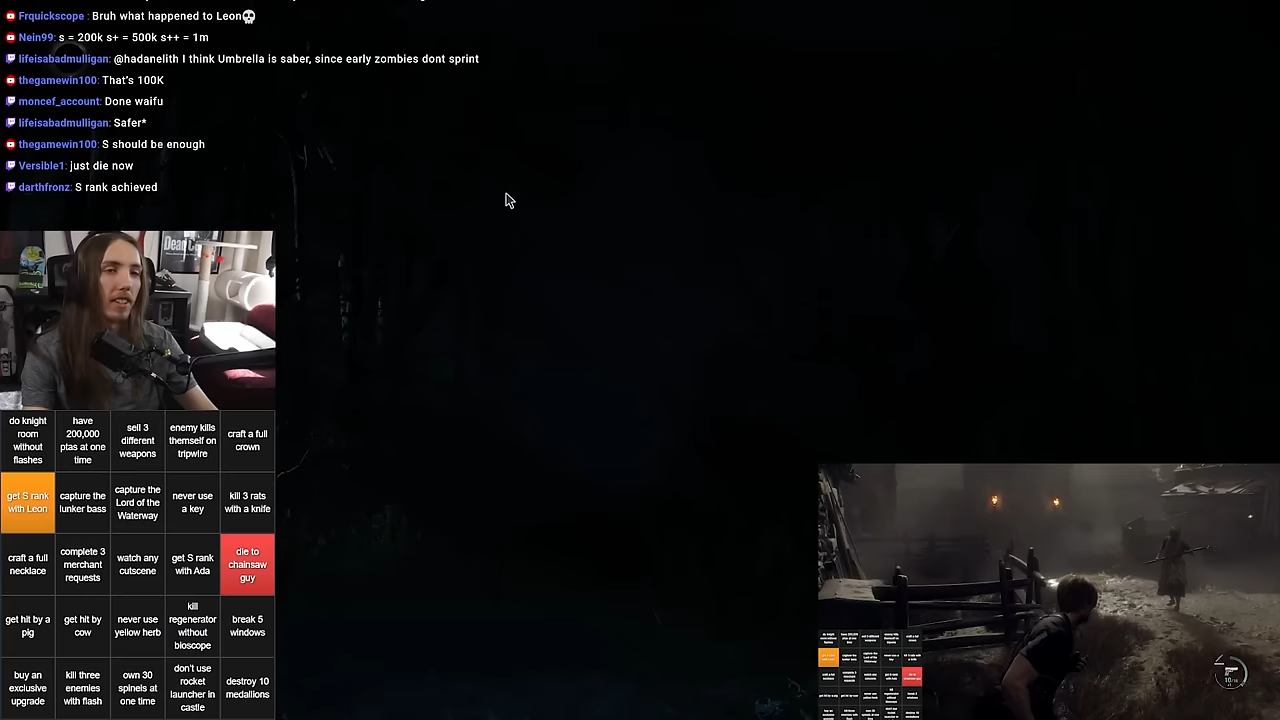 Frquickscope : Bruh what happened to Leon💀
Nein99: s = 200k s+ = 500k s++ = 1m
lifeisabadmulligan: @hadanelith I think Umbrella is saber, since early zombies dont sprint
thegamewin100: That's 100K
moncef_account: Done waifu
lifeisabadmulligan: Safer*
thegamewin100: S should be enough
Versible1: just die now
darthfronz: S rank achieved
do knight
room
without
flashes
have
200,000
ptas at one
time
sell 3
different
weapons
enemy kills
themself on
tripwire
craft a full
crown
get S rank
with Leon
capture the
lunker bass
capture the
Lord of the
Waterway
never use
a key
kill 3 rats
with a knife
craft a full
necklace
complete 3
merchant
requests
watch any
cutscene
get S rank
with Ada
die to
chainsaw
guy
get hit by a
pig
get hit by
cow
never use
yellow herb
kill
regenerator
without
bioscope
break 5
windows
buy an
exclusive
upgrade
kill three
enemies
with flash
own 30
spinels at
one time
don't use
rocket
launcher in
castle
destroy 10
medallions